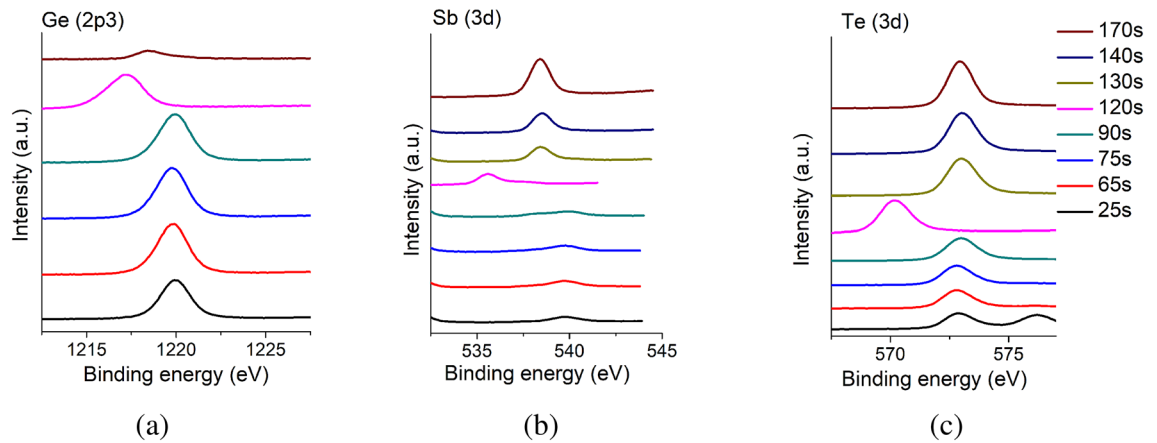 Ge (2p3)
Intensity (a.u.)
1215 1220 1225
Binding energy (eV)
(a)
Sb (3d)
Intensity (a.u.)
535 540 545
Binding energy (eV)
(b)
Te (3d)
Intensity (a.u.)
570 575
Binding energy (eV)
(c)
170s
140s
130s
120s
90s
75s
65s
25s